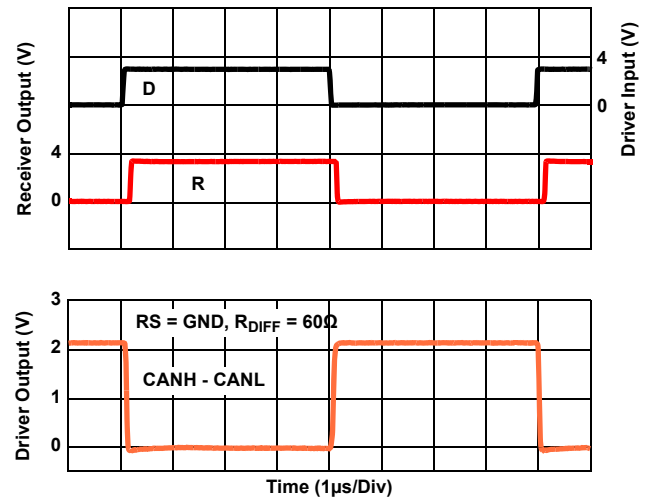 Receiver Output (V)
4
0
D
R
4
0
Driver Input (V)
Driver Output (V)
3
2
1
0
RS = GND, RDIFF = 60Ω
CANH - CANL
Time (1µs/Div)